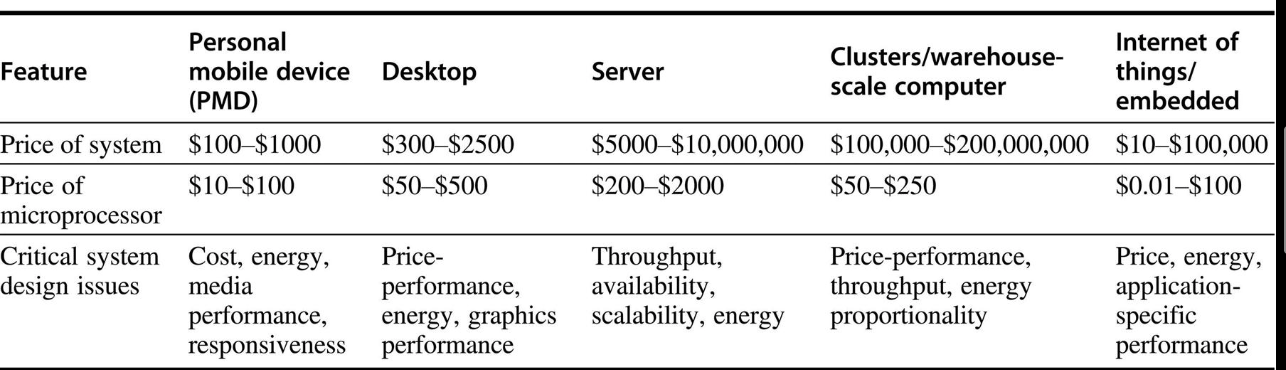 Feature
Personal
mobile device
(PMD)
Desktop
Server
Clusters/warehouse-
scale computer
Internet of
things/
embedded
Price of system
$100–$1000
$300–$2500
$5000–$10,000,000
$100,000–$200,000,000
$10–$100,000
Price of
microprocessor
$10–$100
$50–$500
$200–$2000
$50–$250
$0.01–$100
Critical system
design issues
Cost, energy,
media
performance,
responsiveness
Price-
performance,
energy, graphics
performance
Throughput,
availability,
scalability, energy
Price-performance,
throughput, energy
proportionality
Price, energy,
application-
specific
performance